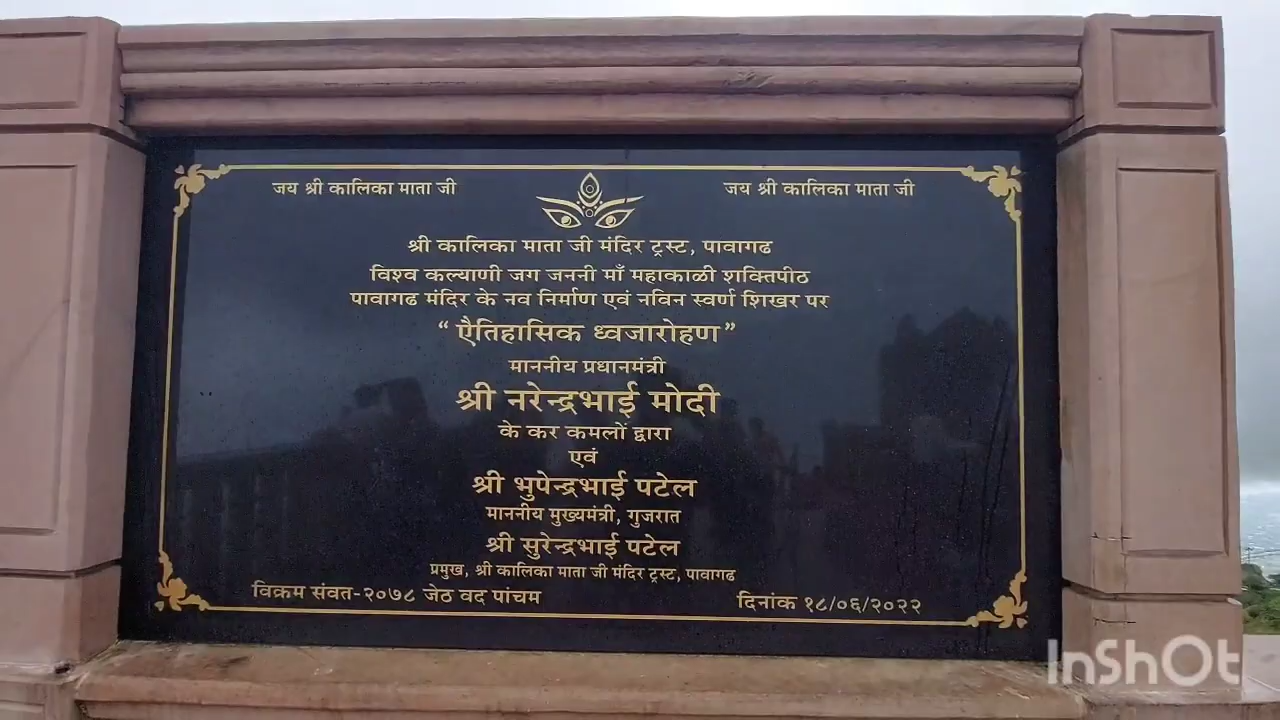 जय श्री कालिका माता जी
जय श्री कालिका माता जी
श्री कालिका माता जी मंदिर ट्रस्ट, पावागढ
विश्व कल्याणी जग जननी माँ महाकाळी शक्तिपीठ
पावागढ मंदिर के नव निर्माण एवं नविन स्वर्ण शिखर पर
“ऐतिहासिक ध्वजारोहण”
माननीय प्रधानमंत्री
श्री नरेन्द्रभाई मोदी
के कर कमलों द्वारा
एवं
श्री भुपेन्द्रभाई पटेल
माननीय मुख्यमंत्री, गुजरात
श्री सुरेन्द्रभाई पटेल
प्रमुख, श्री कालिका माता जी मंदिर ट्रस्ट, पावागढ
विक्रम संवत-२०७८ जेठ वद पांचम
दिनांक १८/०६/२०२२
InShOt